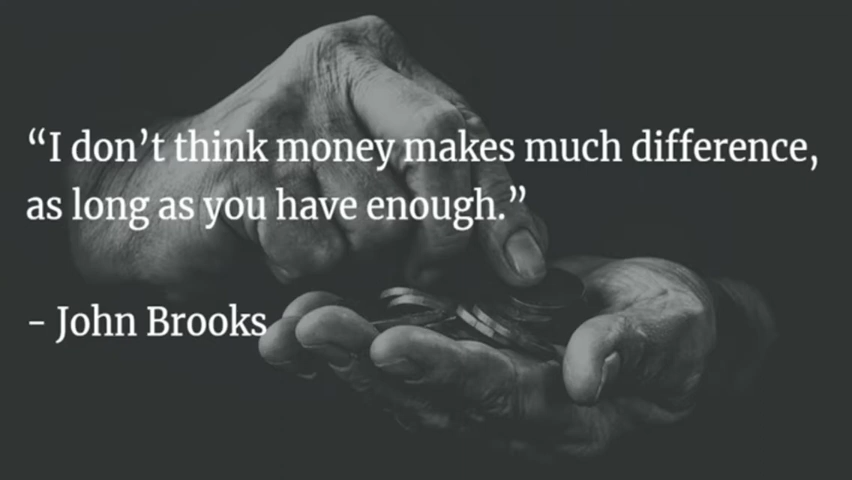 “I don’t think money makes much difference,
as long as you have enough.”
- John Brooks